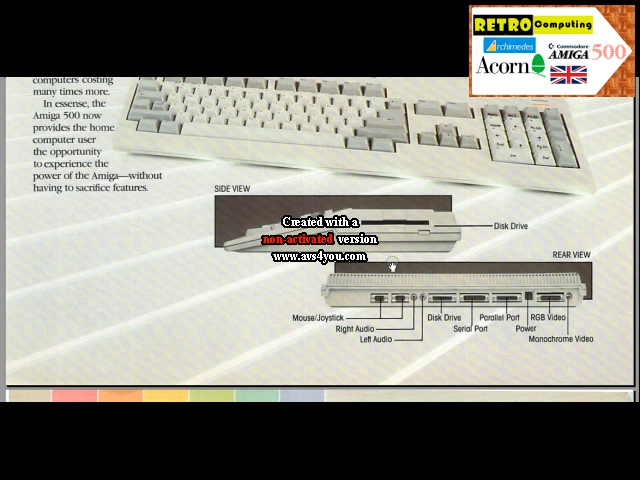 RETRO Computing
Archimedes
Commodore
AMIGA 500
Acorn
computers costing
many times more.
In essense, the
Amiga 500 now
provides the home
computer user
the opportunity
to experience the
power of the Amiga—without
having to sacrifice features.
SIDE VIEW
Created with a
non-activated version
www.avs4you.com
Disk Drive
REAR VIEW
Mouse/Joystick
Right Audio
Left Audio
Disk Drive
Serial Port
Parallel Port
Power
RGB Video
Monochrome Video